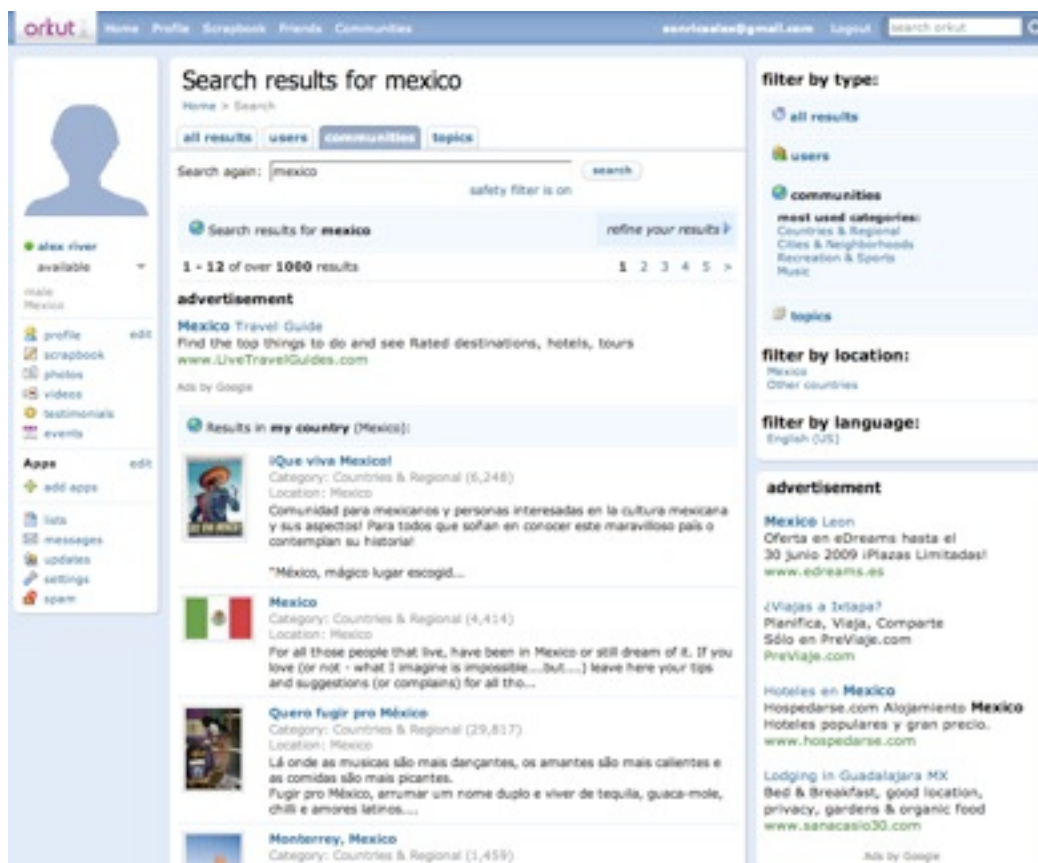 orkut
Home Profile Scrapbook Friends Communities
Logout
search orkut
alex river
available
male
Mexico
profile edit
scrapbook
photos
videos
testimonials
events
Apps edit
add apps
lists
messages
updates
settings
spam
Search results for mexico
Home > Search
all results users communities topics
Search again: mexico search
safety filter is on
Search results for mexico refine your results
1 - 12 of over 1000 results 1 2 3 4 5 >
advertisement
Mexico Travel Guide
Find the top things to do and see Rated destinations, hotels, tours
www.LiveTravelGuides.com
Ads by Google
Results in my country (Mexico):
¡Que viva Mexico!
Category: Countries & Regional (6,248)
Location: Mexico
Comunidad para mexicanos y personas interesadas en la cultura mexicana
y sus aspectos! Para todos que soñan en conocer este maravilloso país o
contemplan su historia!
"México, mágico lugar escogid...
Mexico
Category: Countries & Regional (4,414)
Location: Mexico
For all those people that live, have been in Mexico or still dream of it. If you
love (or not - what I imagine is impossible....but....) leave here your tips
and suggestions (or complains) for all tho...
Quero fugir pro México
Category: Countries & Regional (29,817)
Location: Mexico
Lá onde as musicas são mais dançantes, os amantes são mais calientes e
as comidas são mais picantes.
Fugir pro México, arrumar um nome duplo e viver de tequila, guaca-mole,
chilli e amores latinos....
Monterrey, Mexico
Category: Countries & Regional (1,459)
filter by type:
all results
users
communities
most used categories:
Countries & Regional
Cities & Neighborhoods
Recreation & Sports
Music
topics
filter by location:
Mexico
Other countries
filter by language:
English (US)
advertisement
Mexico Leon
Oferta en eDreams hasta el
30 junio 2009 ¡Plazas Limitadas!
www.edreams.es
¿Viajas a Ixtapa?
Planifica, Viaja, Comparte
Sólo en PreViaje.com
PreViaje.com
Hoteles en Mexico
Hospedarse.com Alojamiento Mexico
Hoteles populares y gran precio.
www.hospedarse.com
Lodging in Guadalajara MX
Bed & Breakfast, good location,
privacy, gardens & organic food
www.sanacasio30.com
Ads by Google